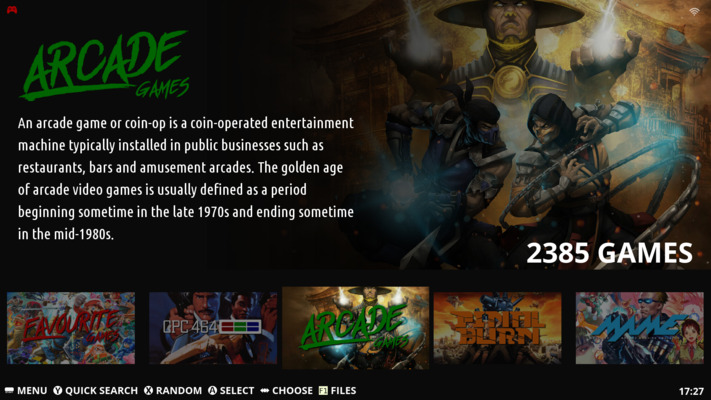 ARCADE
GAMES
An arcade game or coin-op is a coin-operated entertainment
machine typically installed in public businesses such as
restaurants, bars and amusement arcades. The golden age
of arcade video games is usually defined as a period
beginning sometime in the late 1970s and ending sometime
in the mid-1980s.
2385 GAMES
FAVOURITE
GAMES
CPC 464
ARCADE
GAMES
FINAL
BURN
MAME
MENU Y QUICK SEARCH X RANDOM A SELECT CHOOSE F1 FILES
17:27